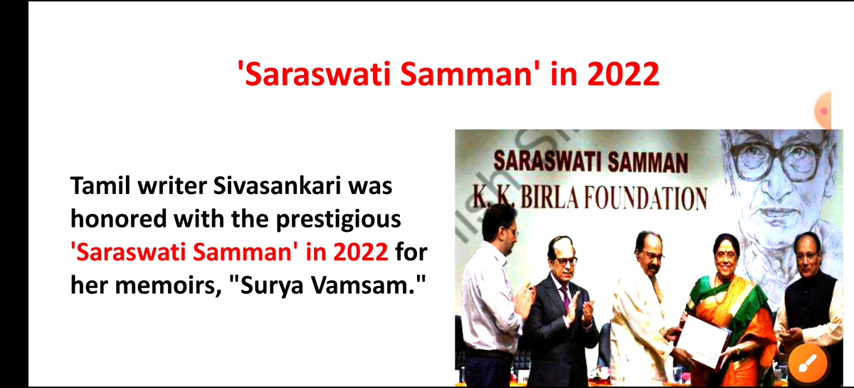 'Saraswati Samman' in 2022
Tamil writer Sivasankari was
honored with the prestigious
'Saraswati Samman' in 2022 for
her memoirs, "Surya Vamsam."
SARASWATI SAMMAN
K. K. BIRLA FOUNDATION